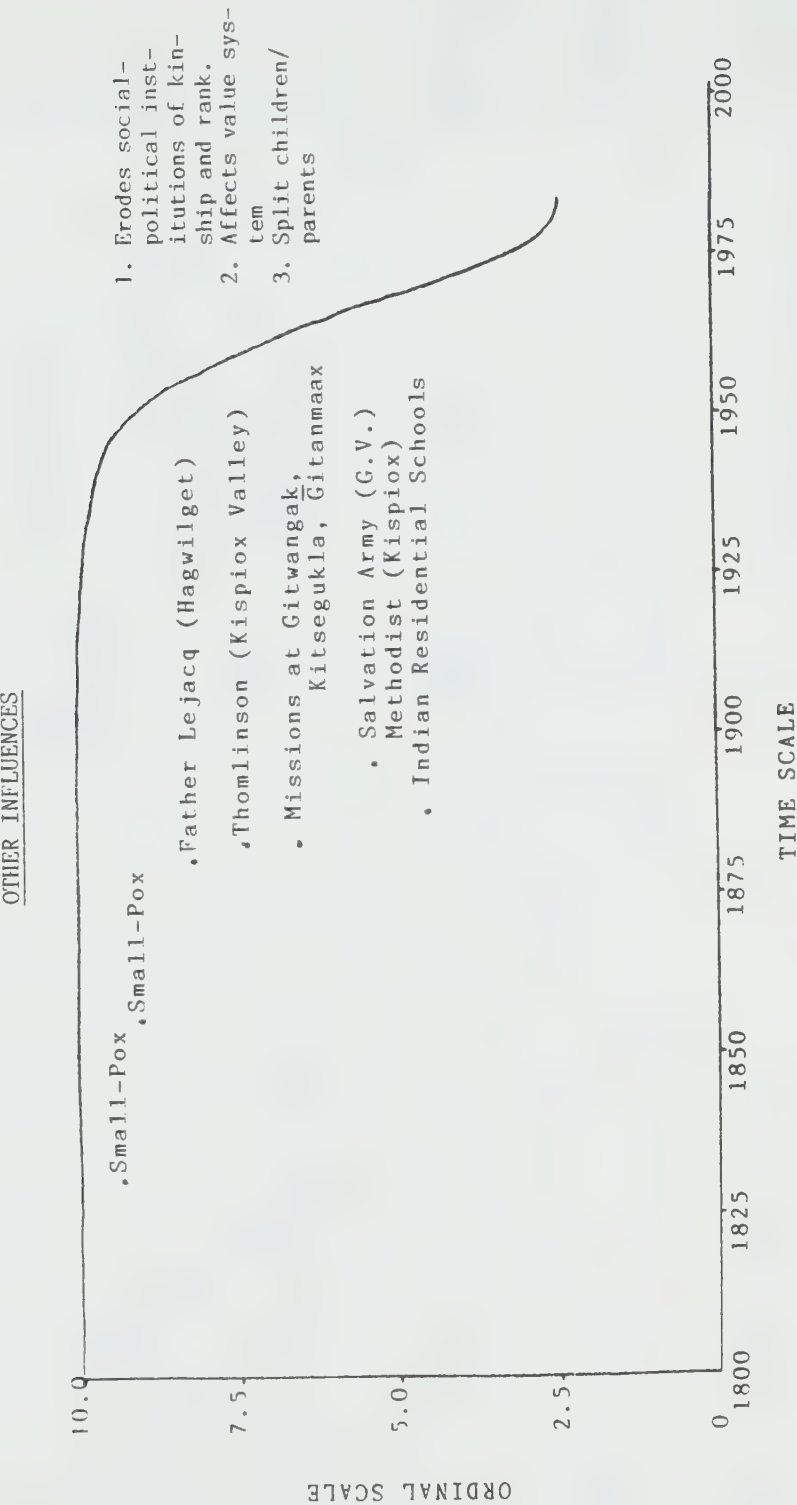 OTHER INFLUENCES
1. Erodes social-
political inst-
itutions of kin-
ship and rank.
2. Affects value sys-
tem
3. Split children/
parents
.Small-Pox
.Small-Pox
.Father Lejacq (Hagwilget)
.Thomlinson (Kispiox Valley)
. Missions at Gitwangak,
Kitsegukla, Gitanmaax
. Salvation Army (G.V.)
Methodist (Kispiox)
. Indian Residential Schools
ORDINAL SCALE
10.0
7.5
5.0
2.5
0
1800
1825
1850
1875
1900
1925
1950
1975
2000
TIME SCALE